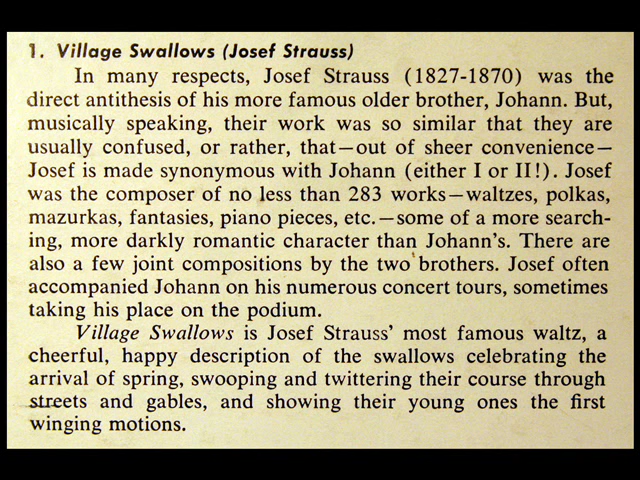 1. Village Swallows (Josef Strauss)
In many respects, Josef Strauss (1827-1870) was the
direct antithesis of his more famous older brother, Johann. But,
musically speaking, their work was so similar that they are
usually confused, or rather, that—out of sheer convenience—
Josef is made synonymous with Johann (either I or II!). Josef
was the composer of no less than 283 works—waltzes, polkas,
mazurkas, fantasies, piano pieces, etc.—some of a more search-
ing, more darkly romantic character than Johann's. There are
also a few joint compositions by the two brothers. Josef often
accompanied Johann on his numerous concert tours, sometimes
taking his place on the podium.
Village Swallows is Josef Strauss' most famous waltz, a
cheerful, happy description of the swallows celebrating the
arrival of spring, swooping and twittering their course through
streets and gables, and showing their young ones the first
winging motions.